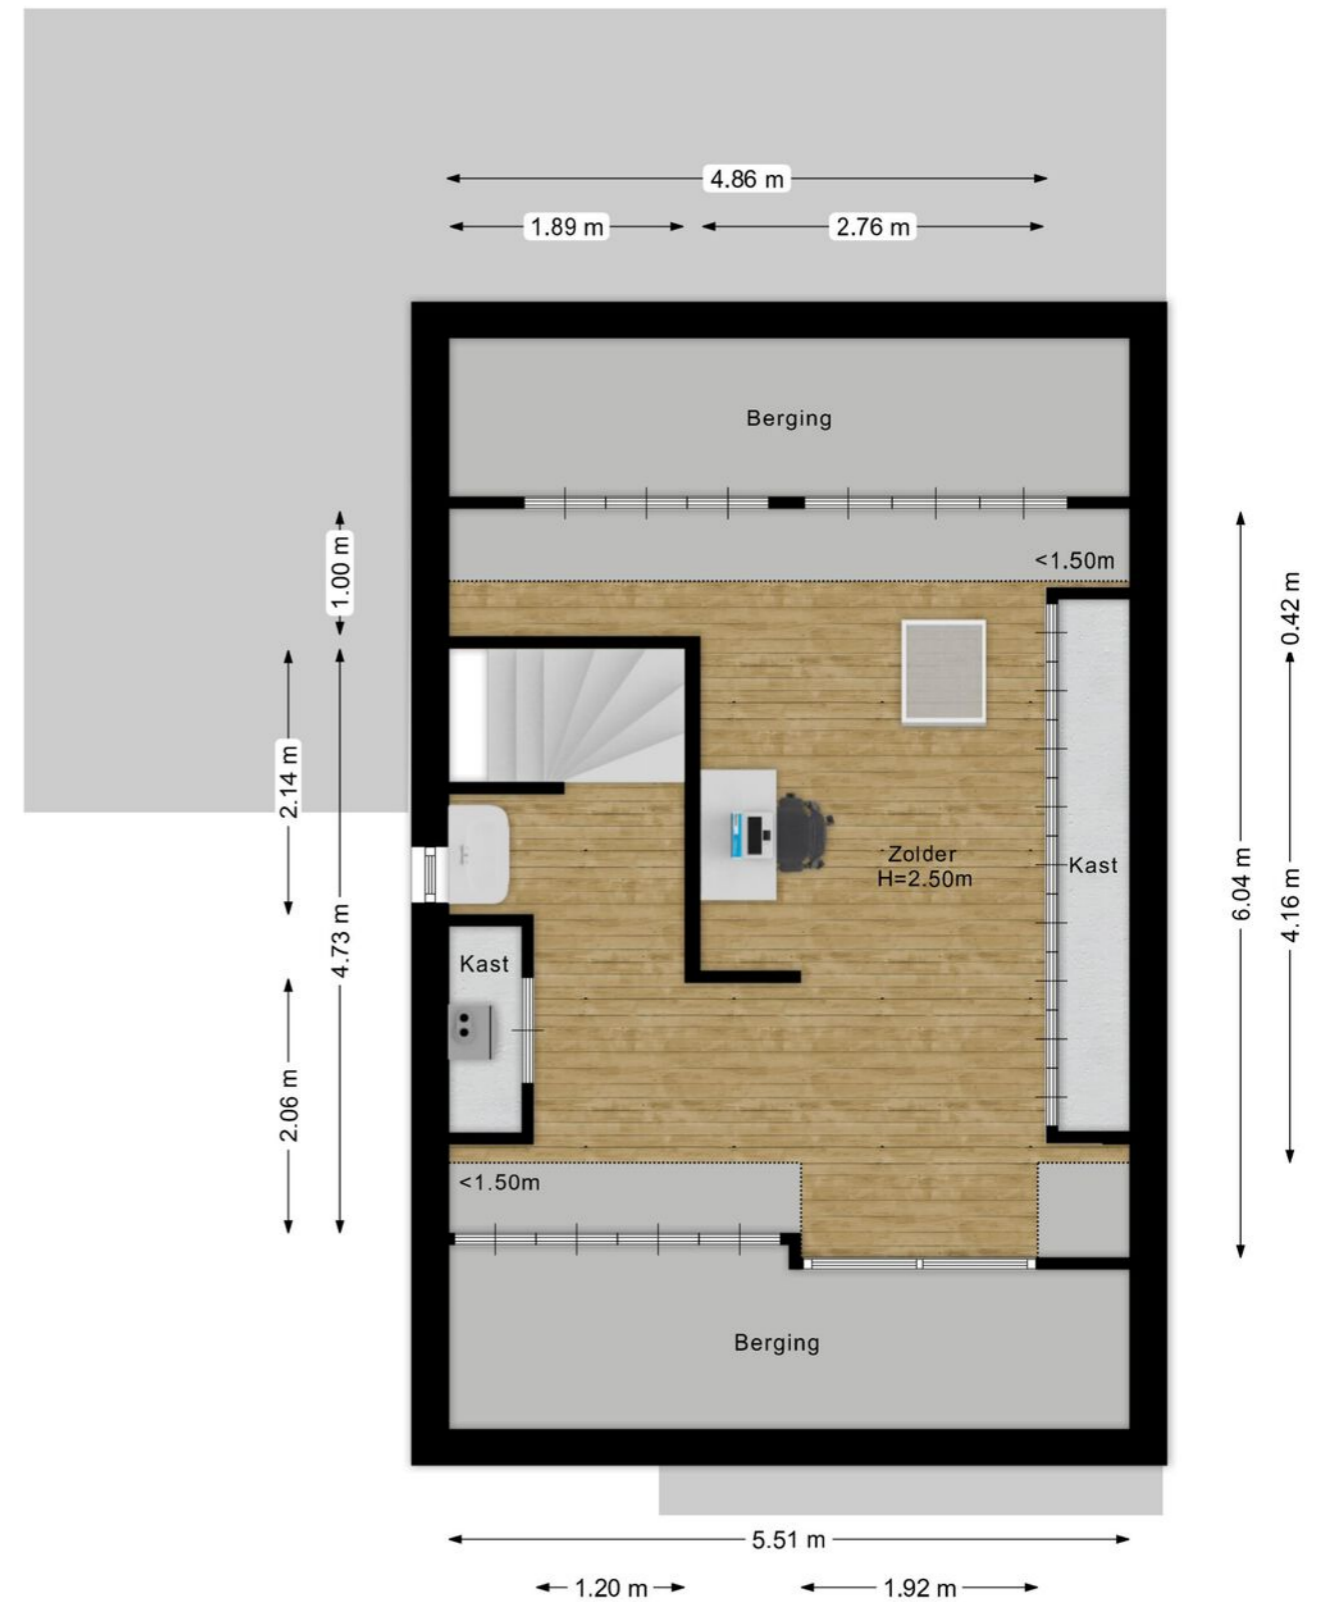 4.86 m
1.89 m
2.76 m
Berging
<1.50m
1.00 m
0.42 m
2.14 m
4.73 m
Zolder
H=2.50m
Kast
6.04 m
4.16 m
Kast
2.06 m
<1.50m
Berging
5.51 m
1.20 m
1.92 m